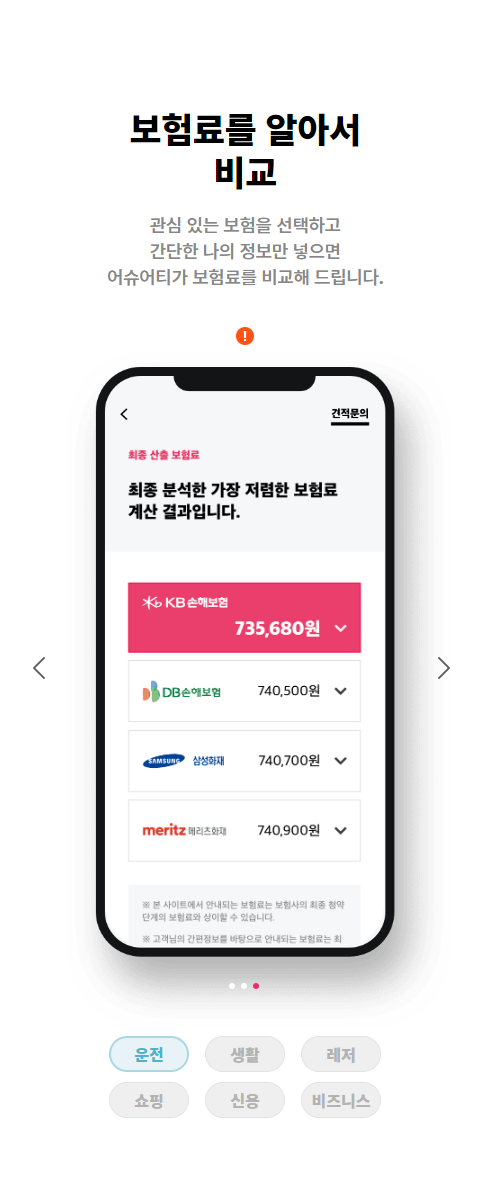 보험료를 알아서
비교
관심 있는 보험을 선택하고
간단한 나의 정보만 넣으면
어슈어티가 보험료를 비교해 드립니다.
!
견적문의
최종 산출 보험료
최종 분석한 가장 저렴한 보험료
계산 결과입니다.
KB손해보험
735,680원
DB손해보험 740,500원
SAMSUNG 삼성화재 740,700원
meritz 메리츠화재 740,900원
※ 본 사이트에서 안내되는 보험료는 보험사의 최종 청약
단계의 보험료와 상이할 수 있습니다.
※ 고객님의 간편정보를 바탕으로 안내되는 보험료는 최
운전 생활 레저
쇼핑 신용 비즈니스